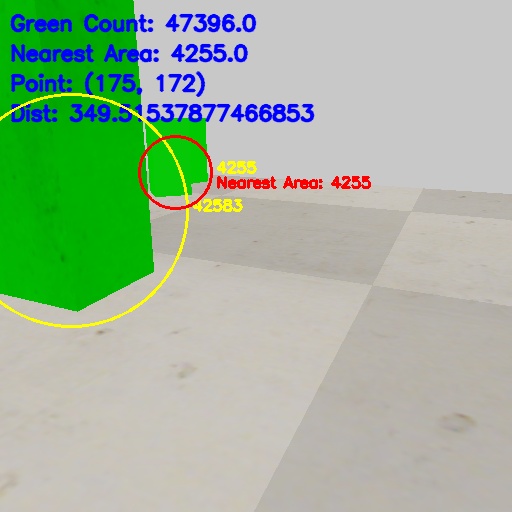 Green Count: 47396.0
Nearest Area: 4255.0
Point: (175, 172)
Dist: 349.51537877466853
4255
Nearest Area: 4255
42583